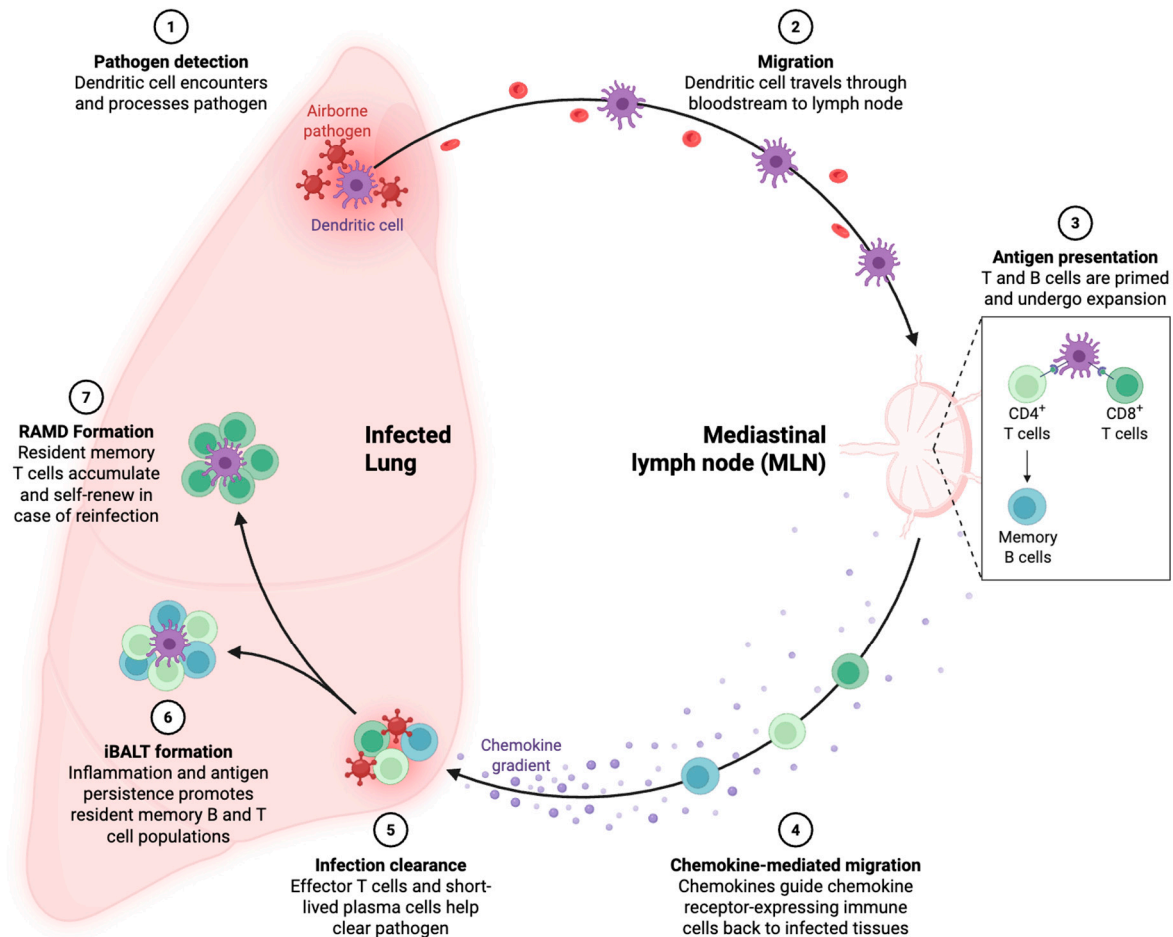 1
Pathogen detection
Dendritic cell encounters
and processes pathogen
Airborne
pathogen
Dendritic cell
2
Migration
Dendritic cell travels through
bloodstream to lymph node
3
Antigen presentation
T and B cells are primed
and undergo expansion
CD4⁺
T cells
CD8⁺
T cells
Memory
B cells
Infected
Lung
Mediastinal
lymph node (MLN)
7
RAMD Formation
Resident memory
T cells accumulate
and self-renew in
case of reinfection
6
iBALT formation
Inflammation and antigen
persistence promotes
resident memory B and T
cell populations
Chemokine
gradient
5
Infection clearance
Effector T cells and short-
lived plasma cells help
clear pathogen
4
Chemokine-mediated migration
Chemokines guide chemokine
receptor-expressing immune
cells back to infected tissues